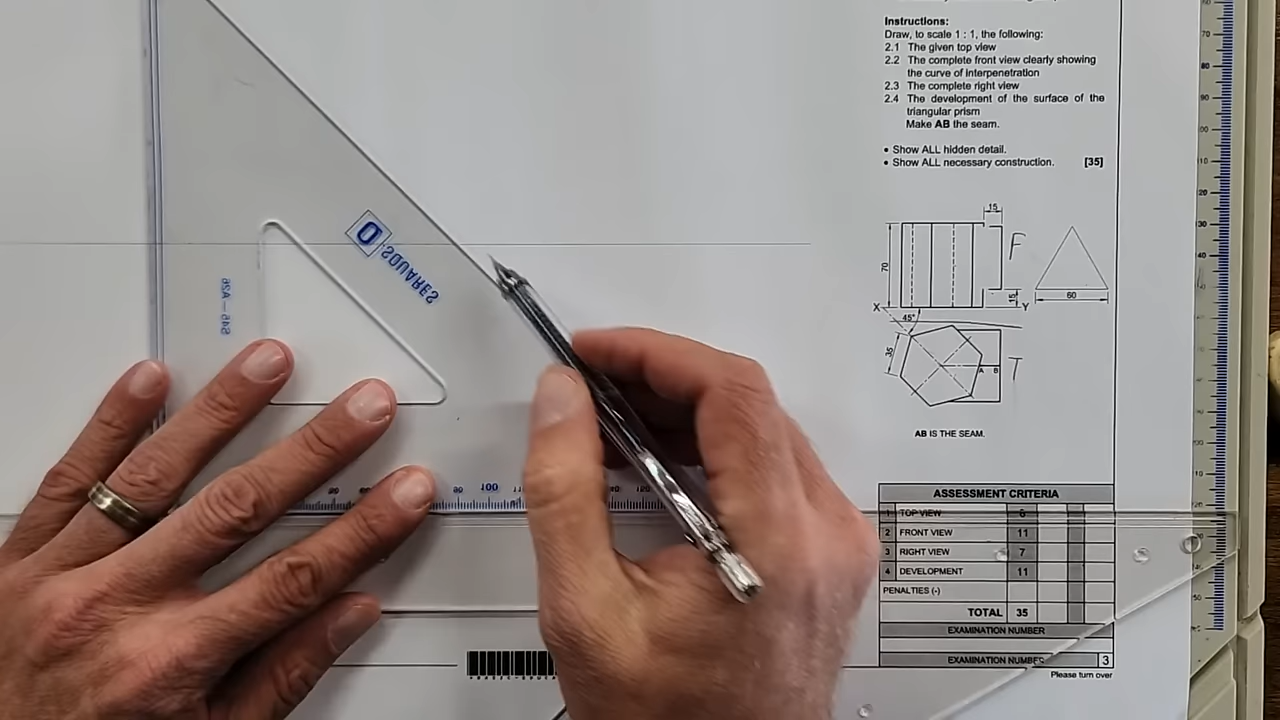 Instructions:
Draw, to scale 1 : 1, the following:
2.1 The given top view
2.2 The complete front view clearly showing
the curve of interpenetration
2.3 The complete right view
2.4 The development of the surface of the
triangular prism
Make AB the seam.
• Show ALL hidden detail.
• Show ALL necessary construction. [35]
15
F
70
60
15
X
Y
45°
35
A B
T
AB IS THE SEAM.
ASSESSMENT CRITERIA
1 TOP VIEW 6
2 FRONT VIEW 11
3 RIGHT VIEW 7
4 DEVELOPMENT 11
PENALTIES (-)
TOTAL 35
EXAMINATION NUMBER
EXAMINATION NUMBER 3
Please turn over
SQUARES
S45-A26
100